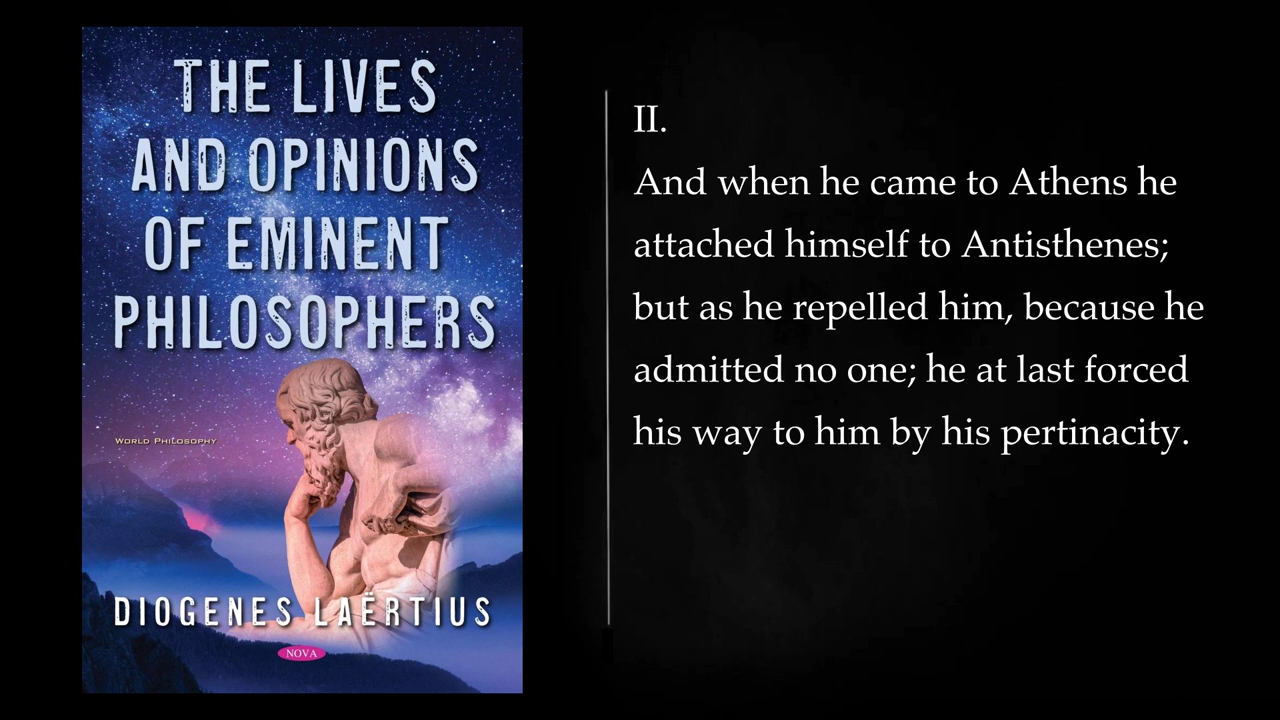 THE LIVES
AND OPINIONS
OF EMINENT
PHILOSOPHERS
WORLD PHILOSOPHY
DIOGENES LAËRTIUS
NOVA
II.
And when he came to Athens he
attached himself to Antisthenes;
but as he repelled him, because he
admitted no one; he at last forced
his way to him by his pertinacity.